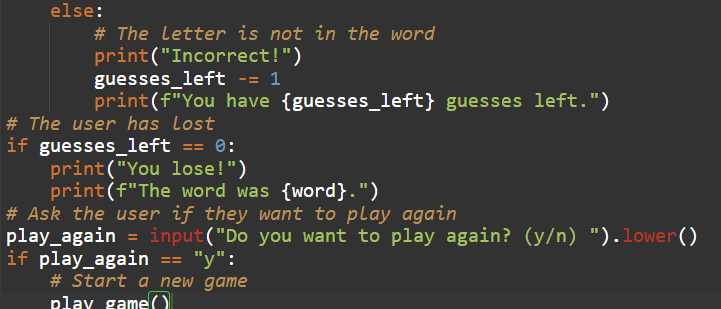 else:
# The letter is not in the word
print("Incorrect!")
guesses_left -= 1
print(f"You have {guesses_left} guesses left.")
# The user has lost
if guesses_left == 0:
print("You lose!")
print(f"The word was {word}.")
# Ask the user if they want to play again
play_again = input("Do you want to play again? (y/n) ").lower()
if play_again == "y":
# Start a new game
play_game()